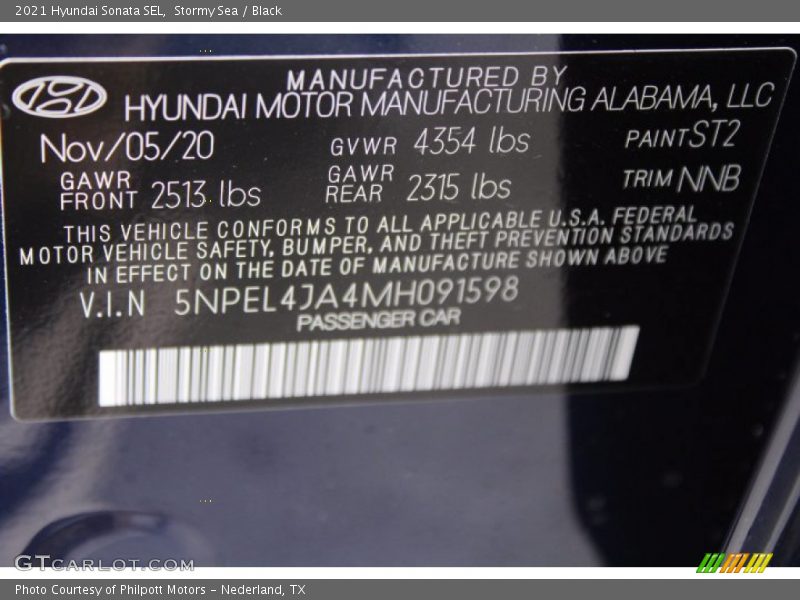 2021 Hyundai Sonata SEL, Stormy Sea / Black
MANUFACTURED BY
HYUNDAI MOTOR MANUFACTURING ALABAMA, LLC
Nov/05/20 GVWR 4354 lbs PAINT ST2
GAWR FRONT 2513 lbs GAWR REAR 2315 lbs TRIM NNB
THIS VEHICLE CONFORMS TO ALL APPLICABLE U.S.A. FEDERAL
MOTOR VEHICLE SAFETY, BUMPER, AND THEFT PREVENTION STANDARDS
IN EFFECT ON THE DATE OF MANUFACTURE SHOWN ABOVE
V.I.N 5NPEL4JA4MH091598
PASSENGER CAR
GTCARLOT.COM
Photo Courtesy of Philpott Motors - Nederland, TX